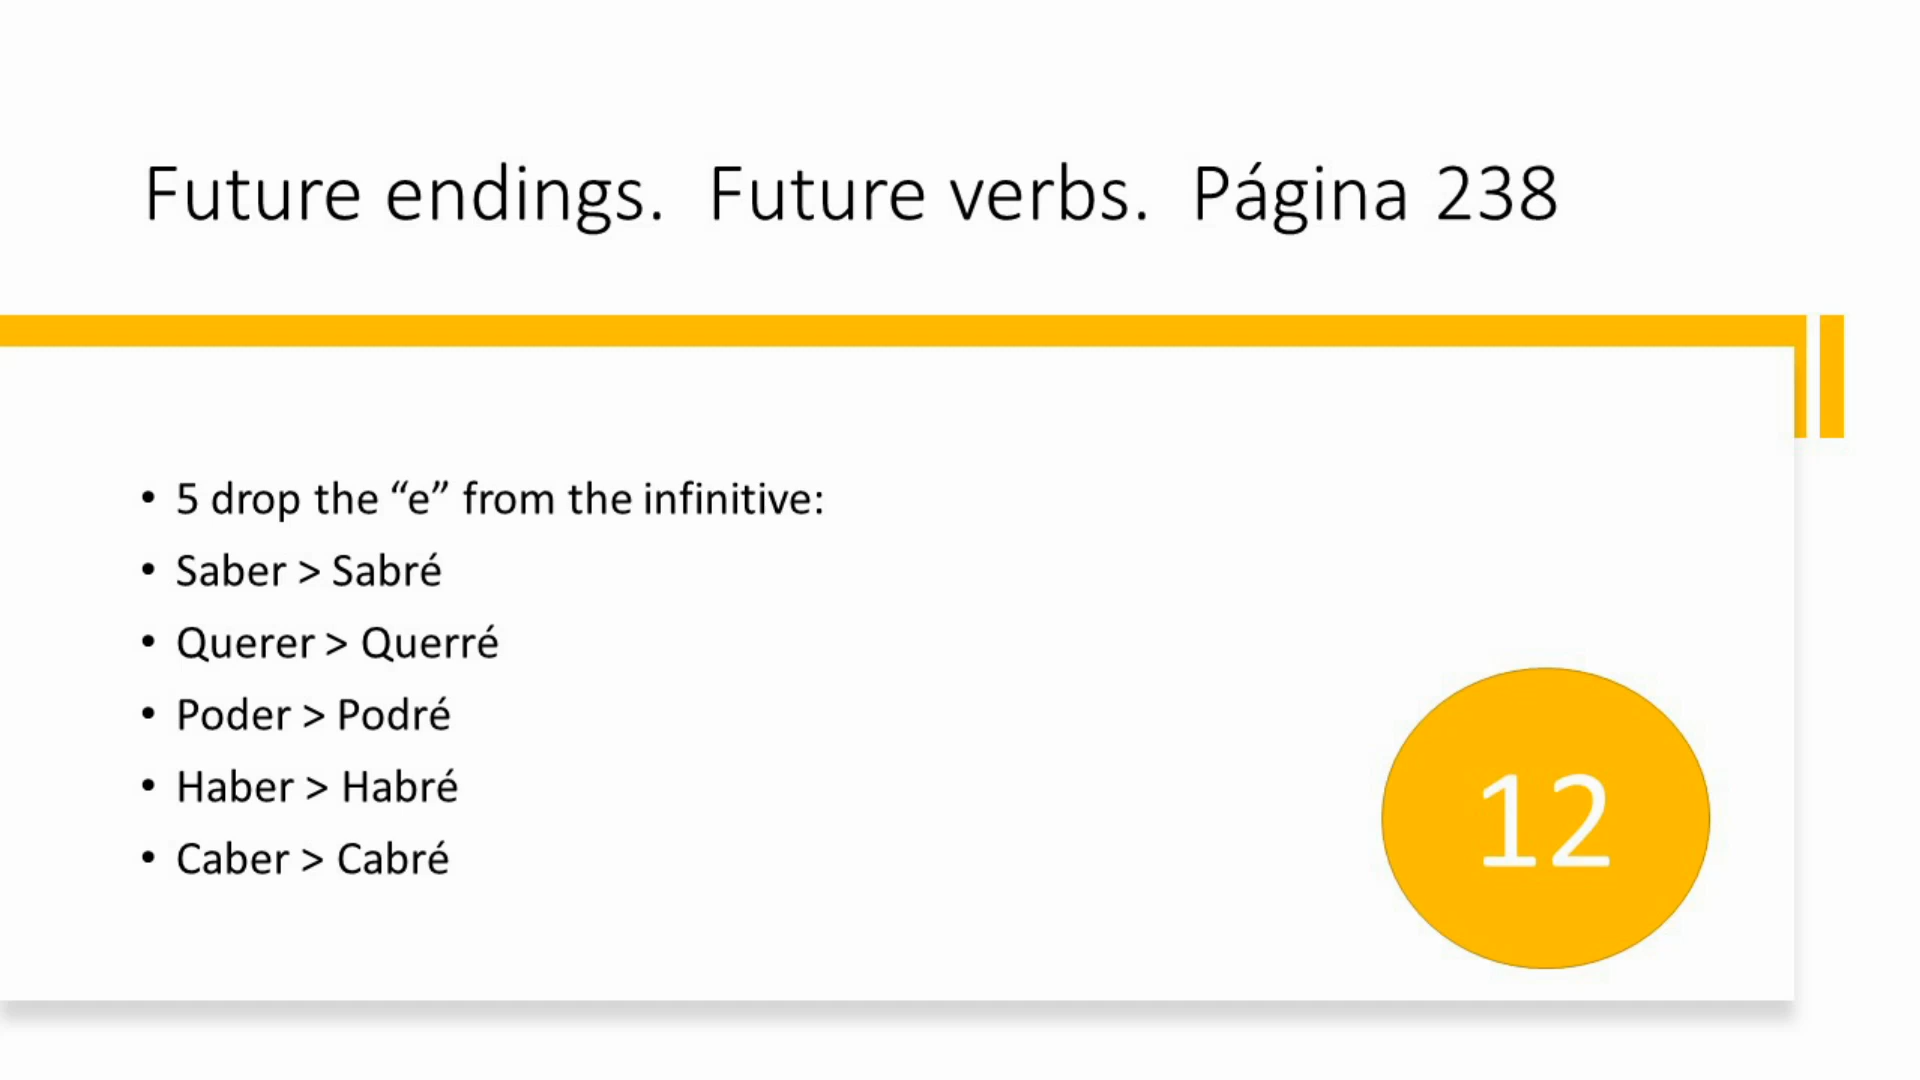 Future endings.  Future verbs.  Página 238
• 5 drop the “e” from the infinitive:
• Saber > Sabré
• Querer > Querré
• Poder > Podré
• Haber > Habré
• Caber > Cabré
12